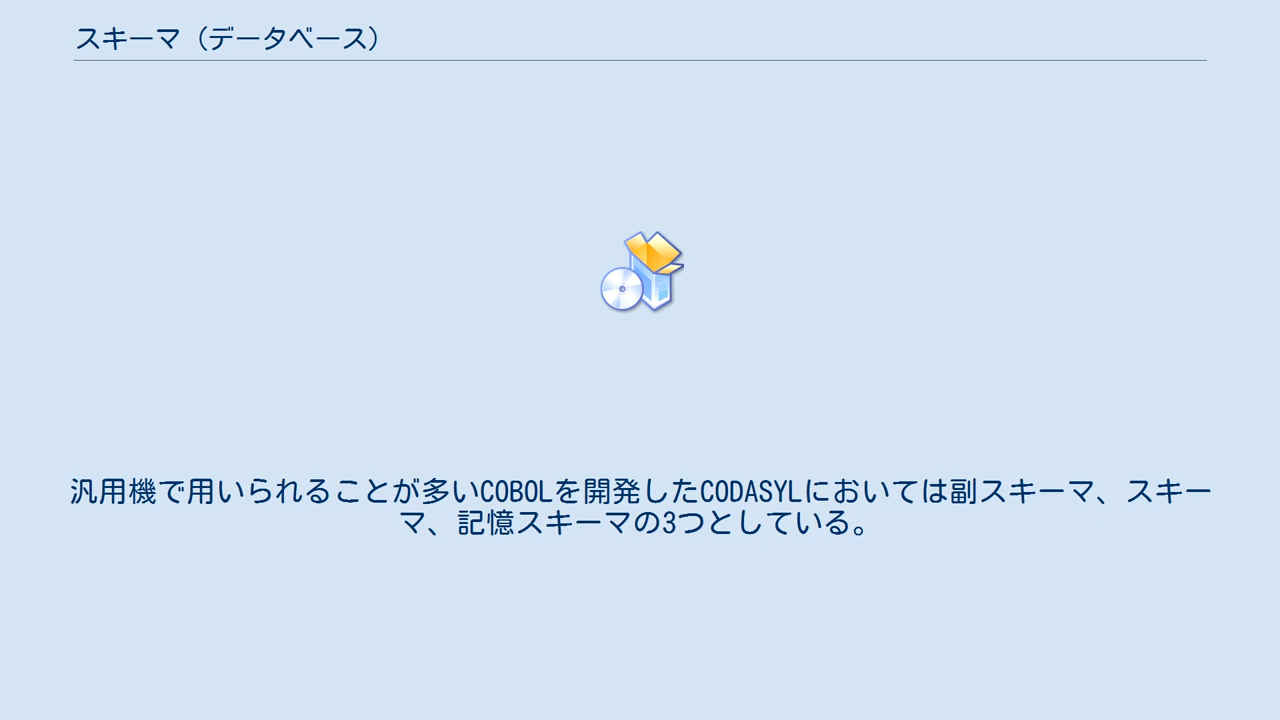 スキーマ（データベース）
汎用機で用いられることが多いCOBOLを開発したCODASYLにおいては副スキーマ、スキー
マ、記憶スキーマの3つとしている。